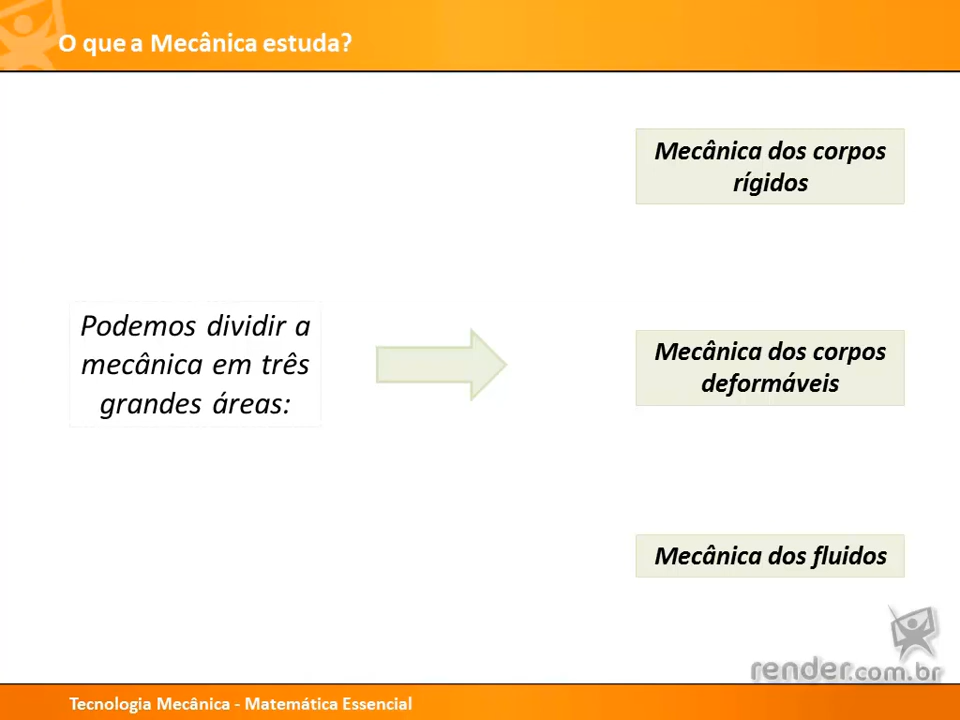 O que a Mecânica estuda?
Mecânica dos corpos
rígidos
Podemos dividir a
mecânica em três
grandes áreas:
Mecânica dos corpos
deformáveis
Mecânica dos fluidos
render.com.br
Tecnologia Mecânica - Matemática Essencial